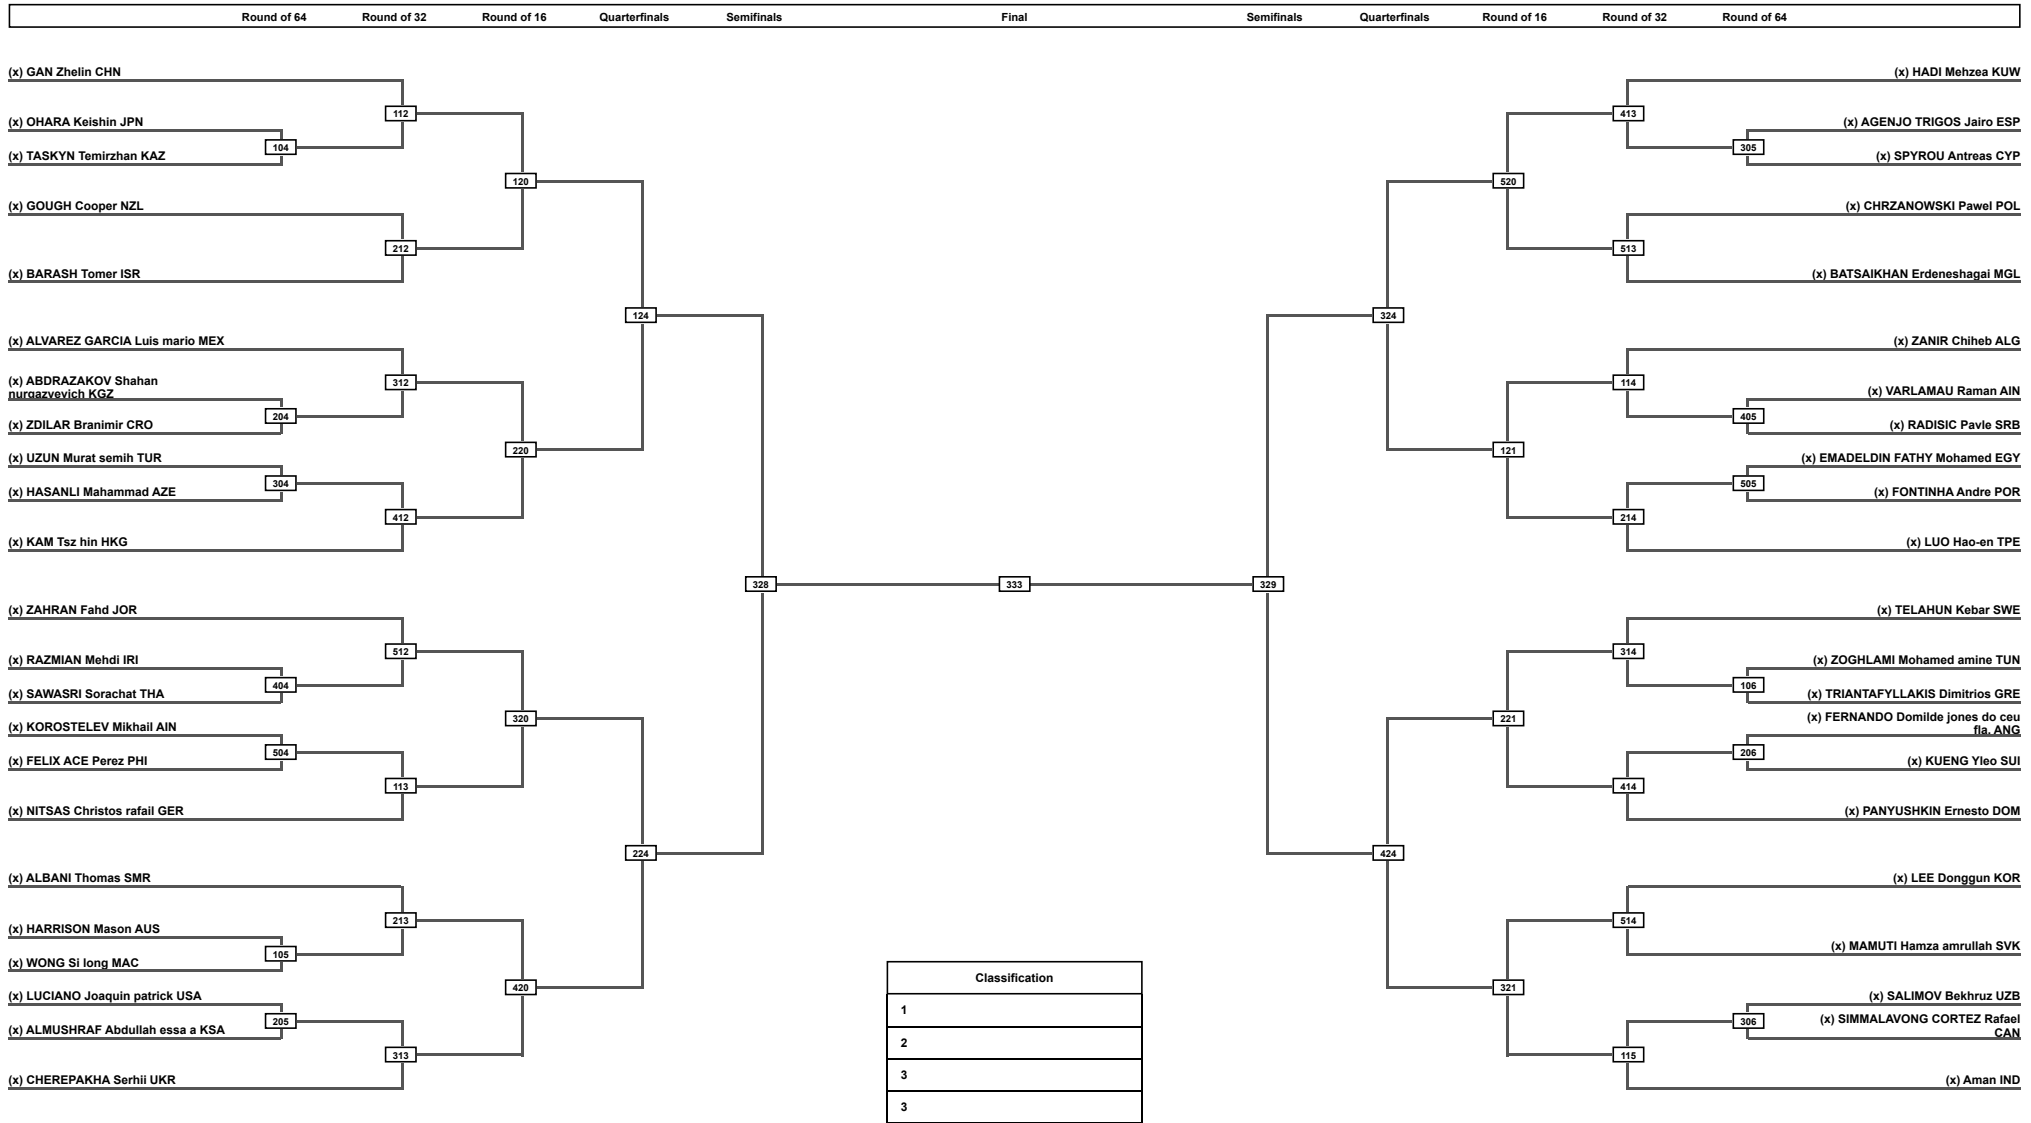 Round of 64 Round of 32 Round of 16 Quarterfinals Semifinals Final Semifinals Quarterfinals Round of 16 Round of 32 Round of 64
(x) GAN Zhelin CHN
112
(x) OHARA Keishin JPN
104
(x) TASKYN Temirzhan KAZ
120
(x) GOUGH Cooper NZL
212
(x) BARASH Tomer ISR
124
(x) ALVAREZ GARCIA Luis mario MEX
(x) ABDRAZAKOV Shahan
nurgazyevich KGZ
312
204
(x) ZDILAR Branimir CRO
220
(x) UZUN Murat semih TUR
304
(x) HASANLI Mahammad AZE
412
(x) KAM Tsz hin HKG
328
(x) ZAHRAN Fahd JOR
512
(x) RAZMIAN Mehdi IRI
404
(x) SAWASRI Sorachat THA
320
(x) KOROSTELEV Mikhail AIN
504
(x) FELIX ACE Perez PHI
113
(x) NITSAS Christos rafail GER
224
(x) ALBANI Thomas SMR
213
(x) HARRISON Mason AUS
105
(x) WONG Si long MAC
420
(x) LUCIANO Joaquin patrick USA
205
(x) ALMUSHRAF Abdullah essa a KSA
313
(x) CHEREPAKHA Serhii UKR
333
Classification
1
2
3
3
(x) HADI Mehzea KUW
413
(x) AGENJO TRIGOS Jairo ESP
305
(x) SPYROU Antreas CYP
520
(x) CHRZANOWSKI Pawel POL
513
(x) BATSAIKHAN Erdeneshagai MGL
324
(x) ZANIR Chiheb ALG
114
(x) VARLAMAU Raman AIN
405
(x) RADISIC Pavle SRB
121
(x) EMADELDIN FATHY Mohamed EGY
505
(x) FONTINHA Andre POR
214
(x) LUO Hao-en TPE
329
(x) TELAHUN Kebar SWE
314
(x) ZOGHLAMI Mohamed amine TUN
106
(x) TRIANTAFYLLAKIS Dimitrios GRE
221
(x) FERNANDO Domilde jones do ceu
fla. ANG
206
(x) KUENG Yleo SUI
414
(x) PANYUSHKIN Ernesto DOM
424
(x) LEE Donggun KOR
514
(x) MAMUTI Hamza amrullah SVK
321
(x) SALIMOV Bekhruz UZB
306
(x) SIMMALAVONG CORTEZ Rafael
CAN
115
(x) Aman IND